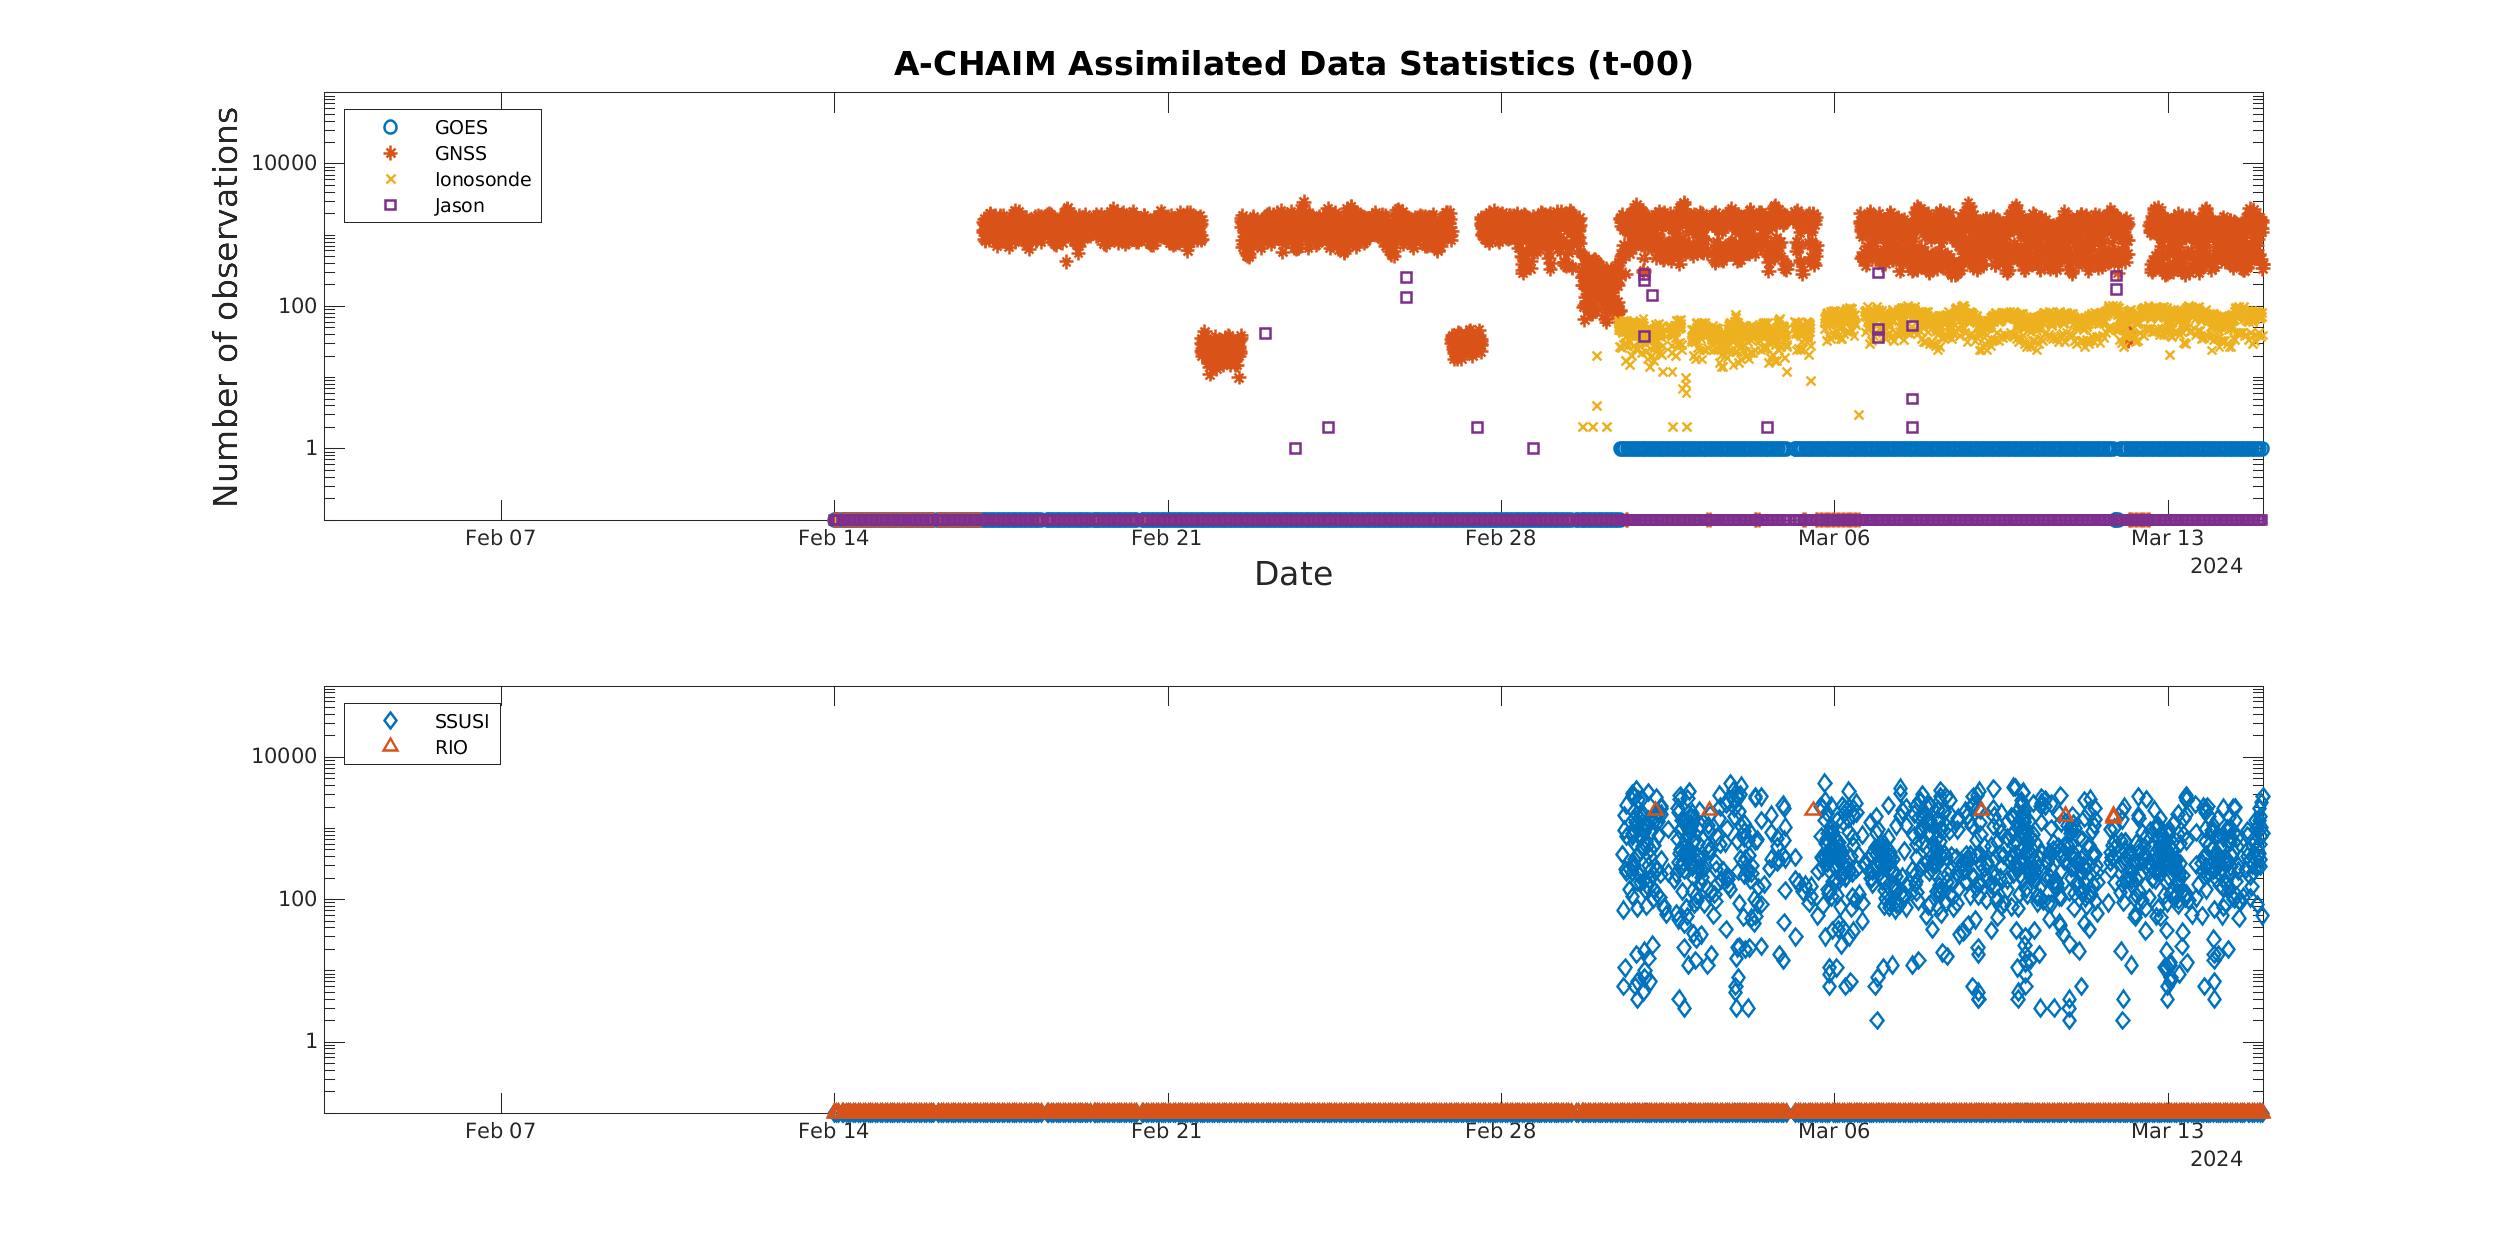 A-CHAIM Assimilated Data Statistics (t-00)
Number of observations
10000
100
1
GOES
GNSS
Ionosonde
Jason
Feb 07 Feb 14 Feb 21 Feb 28 Mar 06 Mar 13
2024
Date
10000
100
1
SSUSI
RIO
Feb 07 Feb 14 Feb 21 Feb 28 Mar 06 Mar 13
2024